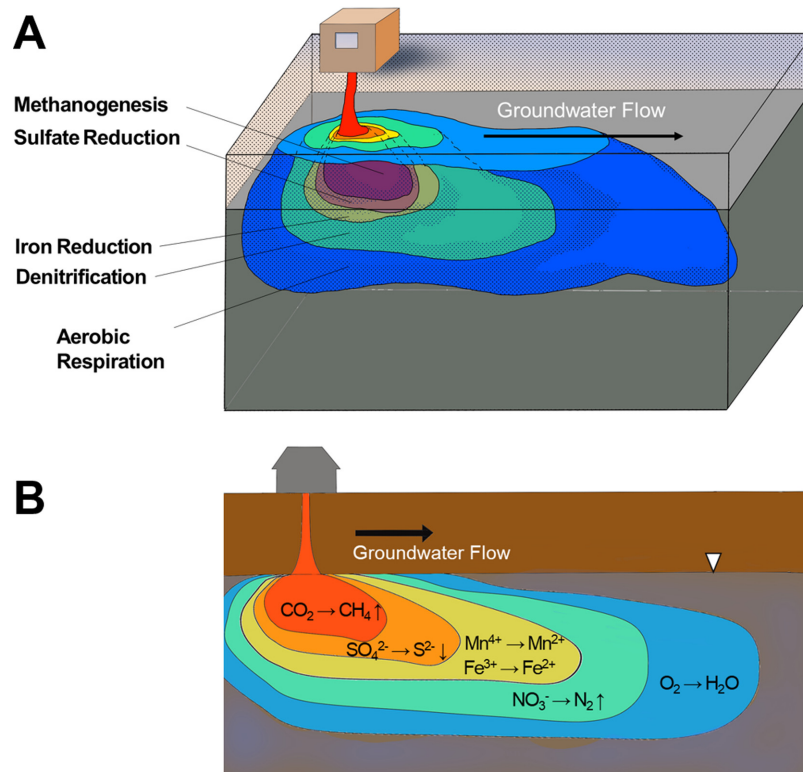 A
Methanogenesis
Sulfate Reduction
Groundwater Flow
Iron Reduction
Denitrification
Aerobic
Respiration
B
Groundwater Flow
CO₂ → CH₄ ↑
SO₄²⁻ → S²⁻ ↓
Mn⁴⁺ → Mn²⁺
Fe³⁺ → Fe²⁺
NO₃⁻ → N₂ ↑
O₂ → H₂O